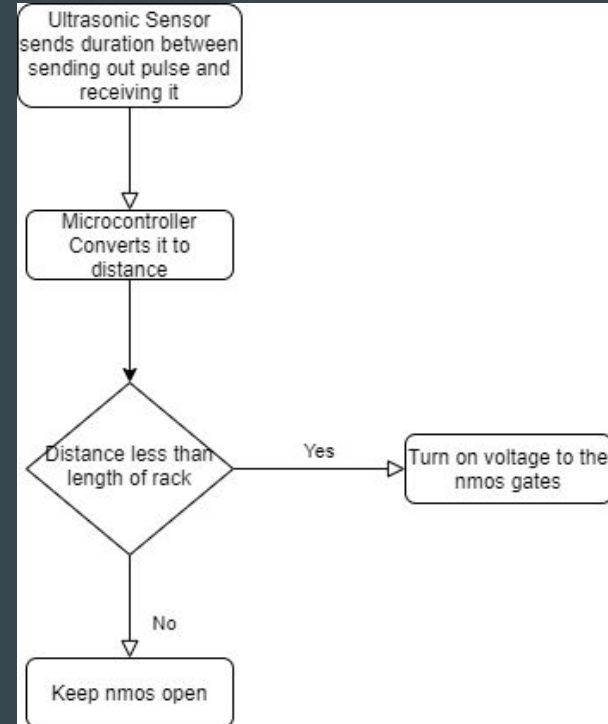 Ultrasonic Sensor
sends duration between
sending out pulse and
receiving it
Microcontroller
Converts it to
distance
Distance less than
length of rack
Yes
Turn on voltage to the
nmos gates
No
Keep nmos open